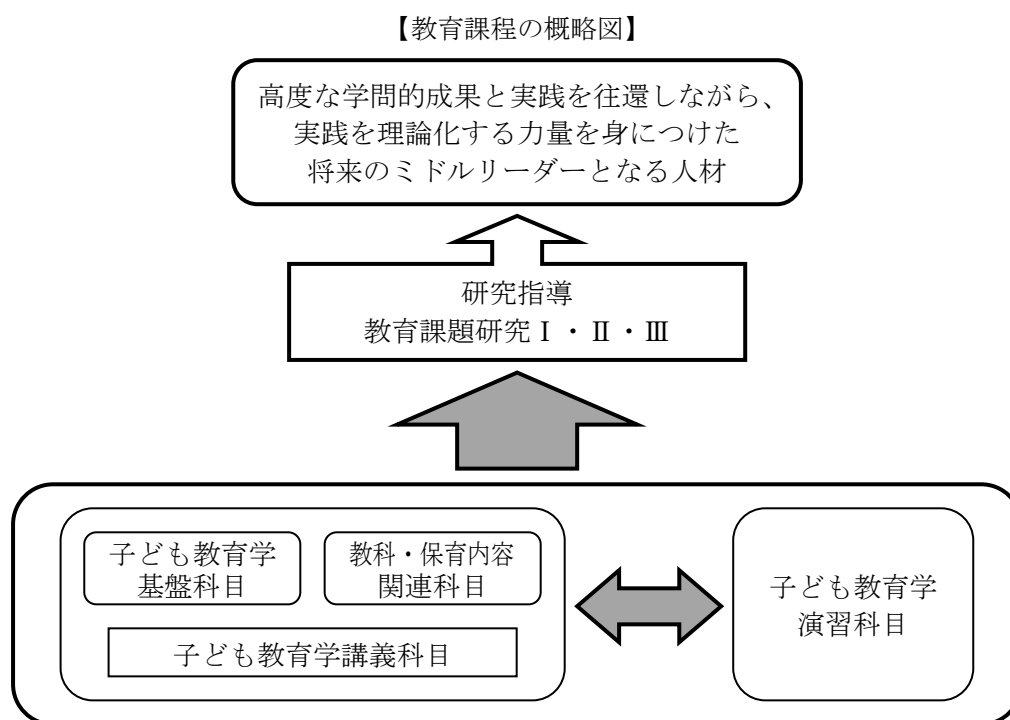 【教育課程の概略図】
高度な学問的成果と実践を往還しながら、
実践を理論化する力量を身につけた
将来のミドルリーダーとなる人材
研究指導
教育課題研究Ⅰ・Ⅱ・Ⅲ
子ども教育学
基盤科目
教科・保育内容
関連科目
子ども教育学講義科目
子ども教育学
演習科目